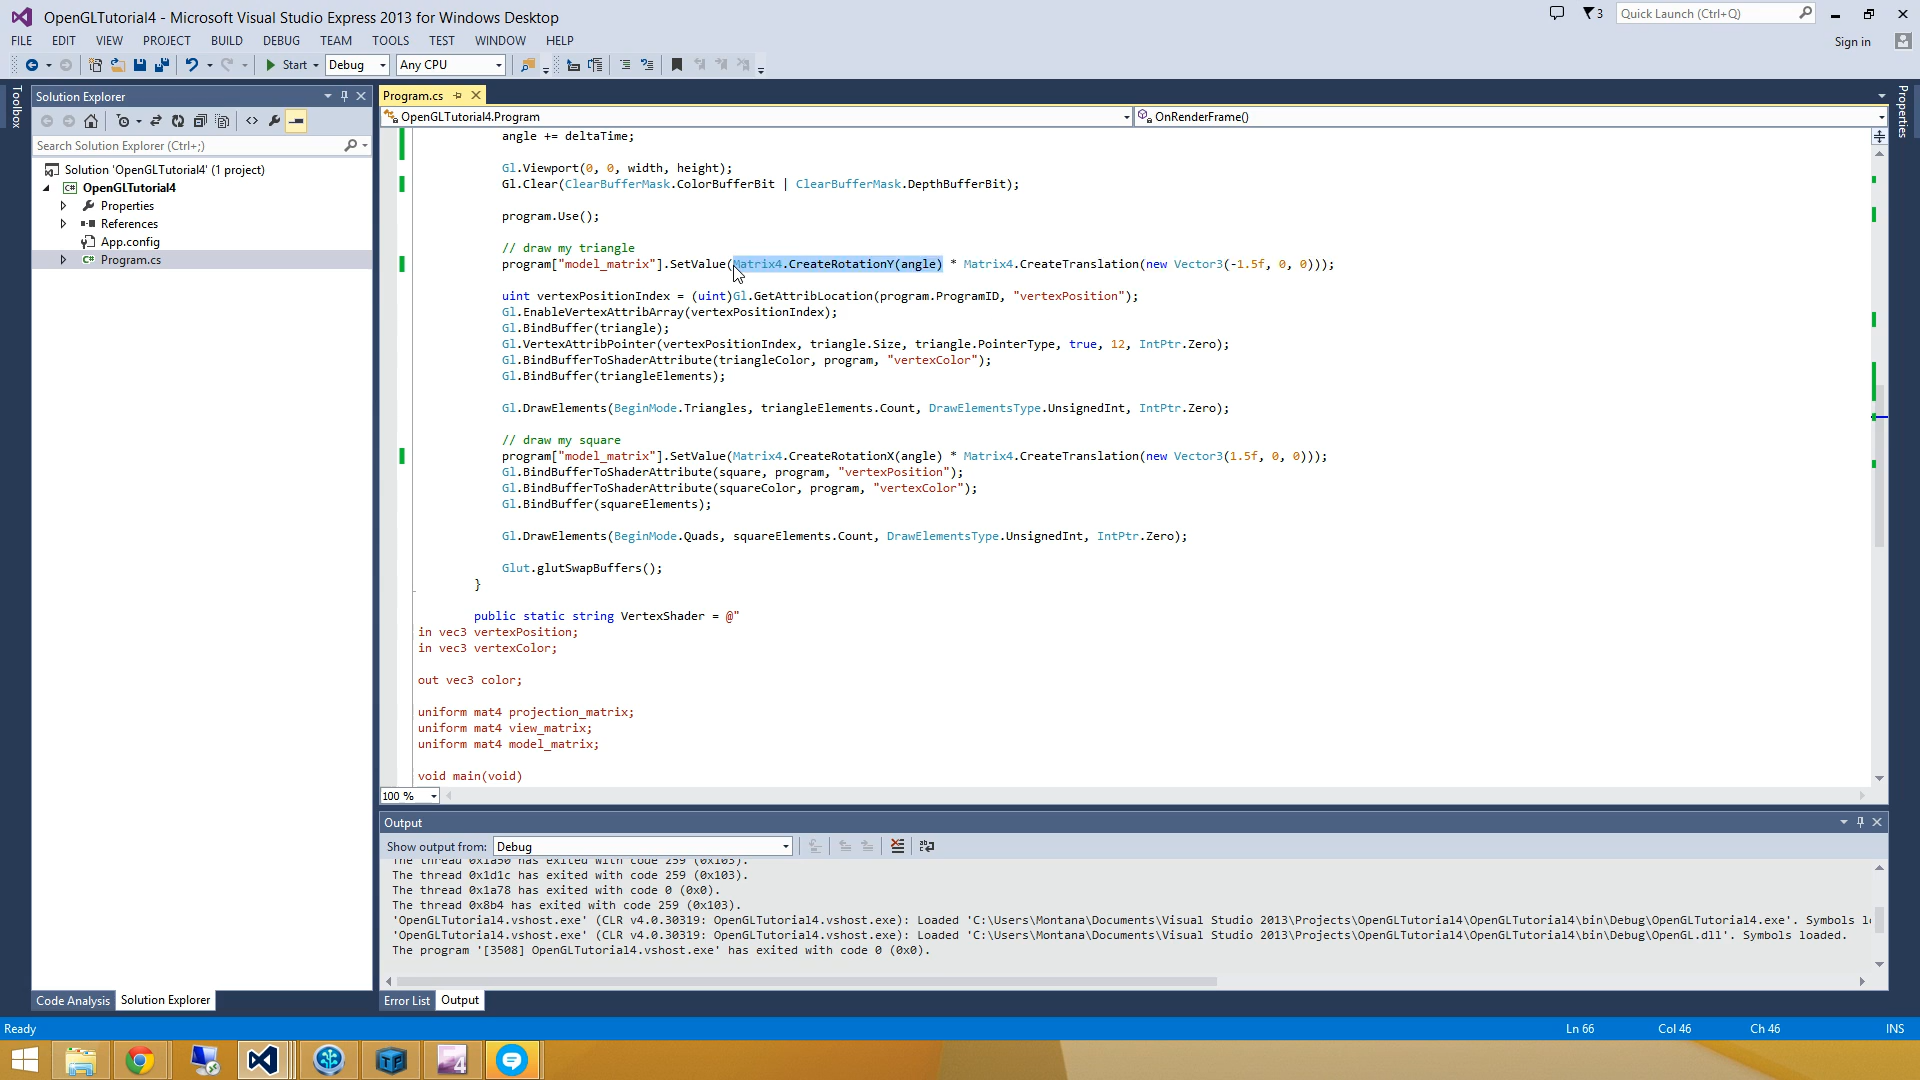 OpenGLTutorial4 - Microsoft Visual Studio Express 2013 for Windows Desktop
3
Quick Launch (Ctrl+Q)
FILE EDIT VIEW PROJECT BUILD DEBUG TEAM TOOLS TEST WINDOW HELP
Sign in
Start Debug Any CPU
Toolbox
Solution Explorer
Search Solution Explorer (Ctrl+;)
Solution 'OpenGLTutorial4' (1 project)
OpenGLTutorial4
Properties
References
App.config
Program.cs
Code Analysis Solution Explorer
Program.cs
OpenGLTutorial4.Program OnRenderFrame()
Properties
angle += deltaTime;
Gl.Viewport(0, 0, width, height);
Gl.Clear(ClearBufferMask.ColorBufferBit | ClearBufferMask.DepthBufferBit);
program.Use();
// draw my triangle
program["model_matrix"].SetValue(Matrix4.CreateRotationY(angle) * Matrix4.CreateTranslation(new Vector3(-1.5f, 0, 0)));
uint vertexPositionIndex = (uint)Gl.GetAttribLocation(program.ProgramID, "vertexPosition");
Gl.EnableVertexAttribArray(vertexPositionIndex);
Gl.BindBuffer(triangle);
Gl.VertexAttribPointer(vertexPositionIndex, triangle.Size, triangle.PointerType, true, 12, IntPtr.Zero);
Gl.BindBufferToShaderAttribute(triangleColor, program, "vertexColor");
Gl.BindBuffer(triangleElements);
Gl.DrawElements(BeginMode.Triangles, triangleElements.Count, DrawElementsType.UnsignedInt, IntPtr.Zero);
// draw my square
program["model_matrix"].SetValue(Matrix4.CreateRotationX(angle) * Matrix4.CreateTranslation(new Vector3(1.5f, 0, 0)));
Gl.BindBufferToShaderAttribute(square, program, "vertexPosition");
Gl.BindBufferToShaderAttribute(squareColor, program, "vertexColor");
Gl.BindBuffer(squareElements);
Gl.DrawElements(BeginMode.Quads, squareElements.Count, DrawElementsType.UnsignedInt, IntPtr.Zero);
Glut.glutSwapBuffers();
}
public static string VertexShader = @"
in vec3 vertexPosition;
in vec3 vertexColor;
out vec3 color;
uniform mat4 projection_matrix;
uniform mat4 view_matrix;
uniform mat4 model_matrix;
void main(void)
100 %
Output
Show output from: Debug
The thread 0x1a50 has exited with code 259 (0x103).
The thread 0x1d1c has exited with code 259 (0x103).
The thread 0x1a78 has exited with code 0 (0x0).
The thread 0x8b4 has exited with code 259 (0x103).
'OpenGLTutorial4.vshost.exe' (CLR v4.0.30319: OpenGLTutorial4.vshost.exe): Loaded 'C:\Users\Montana\Documents\Visual Studio 2013\Projects\OpenGLTutorial4\OpenGLTutorial4\bin\Debug\OpenGLTutorial4.exe'. Symbols l
'OpenGLTutorial4.vshost.exe' (CLR v4.0.30319: OpenGLTutorial4.vshost.exe): Loaded 'C:\Users\Montana\Documents\Visual Studio 2013\Projects\OpenGLTutorial4\OpenGLTutorial4\bin\Debug\OpenGL.dll'. Symbols loaded.
The program '[3508] OpenGLTutorial4.vshost.exe' has exited with code 0 (0x0).
Error List Output
Ready Ln 66 Col 46 Ch 46 INS
TP
4